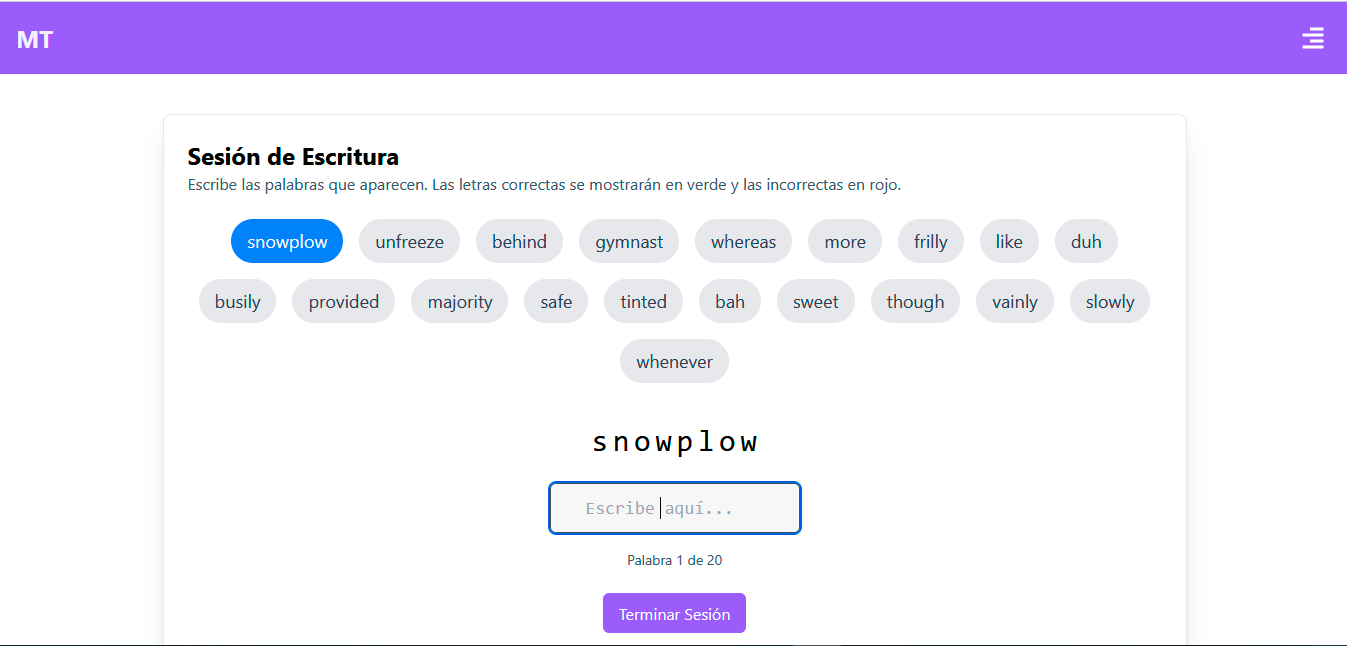 MT
Sesión de Escritura
Escribe las palabras que aparecen. Las letras correctas se mostrarán en verde y las incorrectas en rojo.
snowplow unfreeze behind gymnast whereas more frilly like duh
busily provided majority safe tinted bah sweet though vainly slowly
whenever
snowplow
Escribe aquí...
Palabra 1 de 20
Terminar Sesión